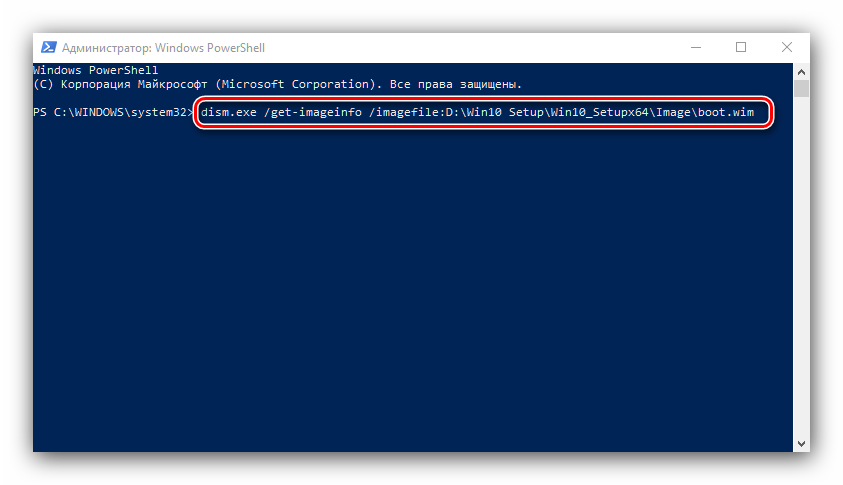 Администратор: Windows PowerShell
Windows PowerShell
(C) Корпорация Майкрософт (Microsoft Corporation). Все права защищены.
PS C:\WINDOWS\system32> dism.exe /get-imageinfo /imagefile:D:\Win10 Setup\Win10_Setupx64\Image\boot.wim